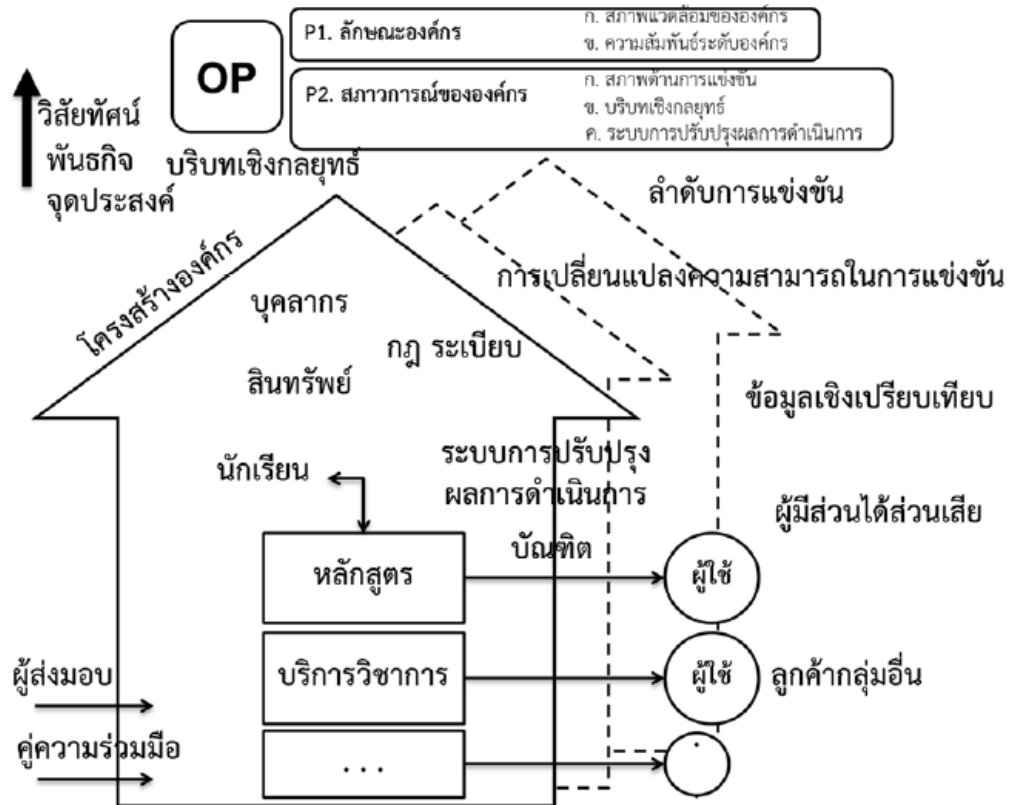 P1. ลักษณะองค์กร
ก. สภาพแวดล้อมขององค์กร
ข. ความสัมพันธ์ระดับองค์กร
OP
P2. สภาวการณ์ขององค์กร
ก. สภาพด้านการแข่งขัน
ข. บริบทเชิงกลยุทธ์
ค. ระบบการปรับปรุงผลการดำเนินการ
วิสัยทัศน์
พันธกิจ
จุดประสงค์
บริบทเชิงกลยุทธ์
ลำดับการแข่งขัน
โครงสร้างองค์กร
การเปลี่ยนแปลงความสามารถในการแข่งขัน
บุคลากร
กฎ ระเบียบ
สินทรัพย์
ข้อมูลเชิงเปรียบเทียบ
นักเรียน
ระบบการปรับปรุง
ผลการดำเนินการ
ผู้มีส่วนได้ส่วนเสีย
บัณฑิต
หลักสูตร
ผู้ใช้
ผู้ส่งมอบ
บริการวิชาการ
ผู้ใช้
ลูกค้ากลุ่มอื่น
คู่ความร่วมมือ
. . .